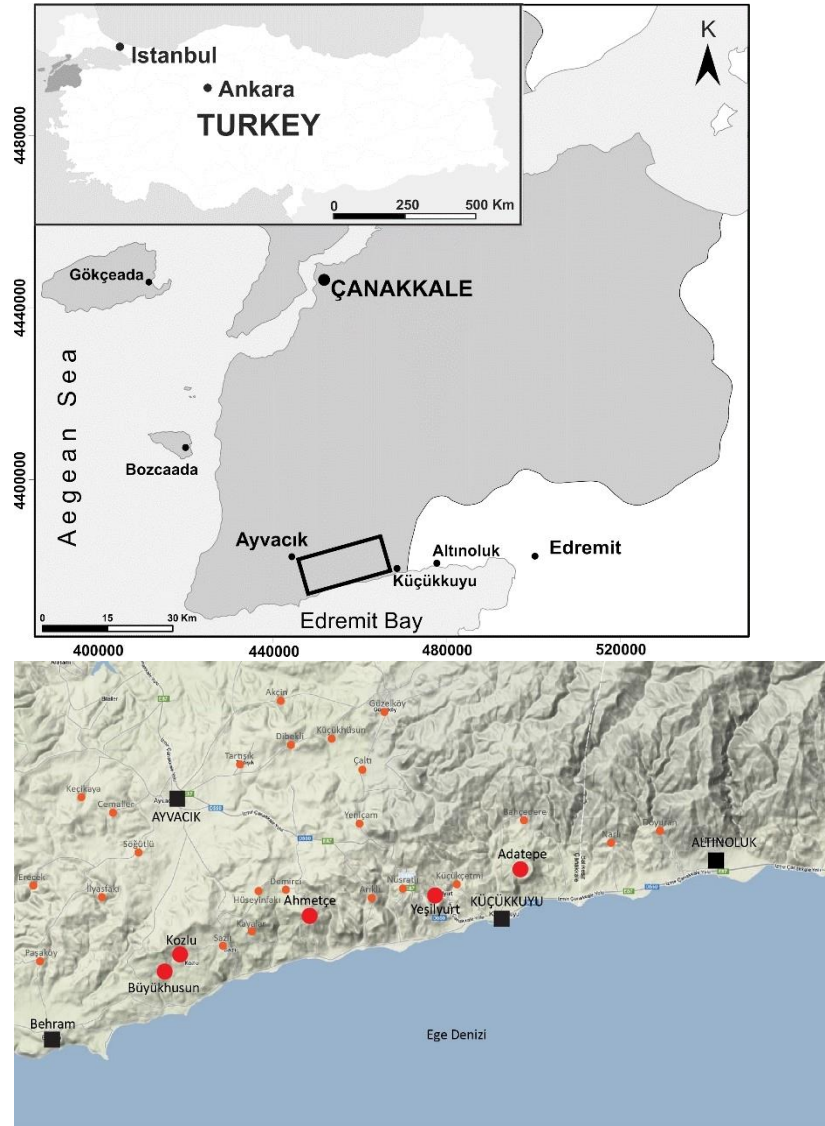 K
Istanbul
Ankara
TURKEY
0 250 500 Km
4480000
4440000
4400000
Gökçeada
ÇANAKKALE
Aegean Sea
Bozcaada
Ayvacık
Altınoluk
Edremit
Küçükkuyu
Edremit Bay
0 15 30 Km
400000 440000 480000 520000
Akçin
Güzelköy
Dibekli
Küçükhüsun
Tartışık
Çaltı
Keçikaya
Cemaller
AYVACIK
Yeniçam
Bahçedere
Söğütlü
ALTINOLUK
Adatepe
Erecek
İlyasfakı
Demirci
Hüseyinfakı
Ahmetçe
Arıklı
Nusratlı
Küçükçetmi
Yeşilyurt
KÜÇÜKKUYU
Kozlu
Sazlı
Kayalar
Paşaköy
Büyükhusun
Behram
Ege Denizi